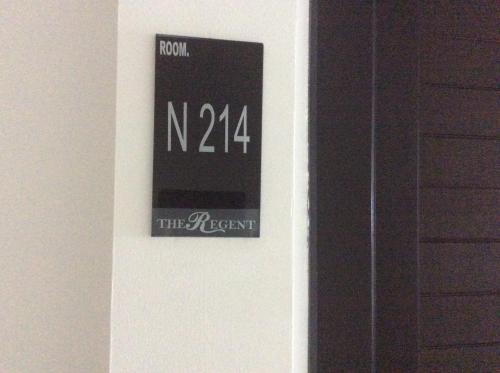 ROOM.
N 214
THE REGENT